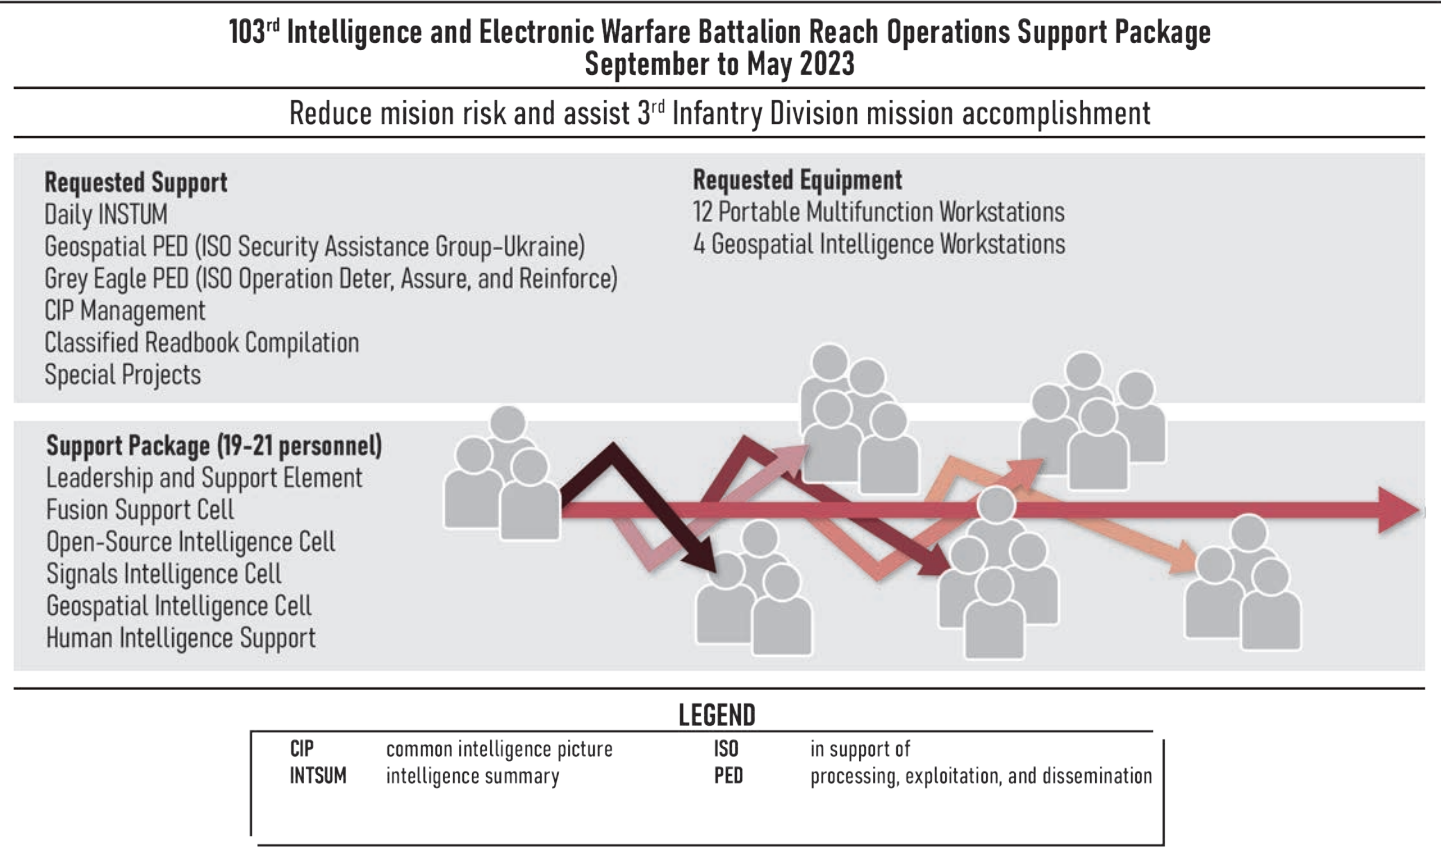 103rd Intelligence and Electronic Warfare Battalion Reach Operations Support Package
September to May 2023
Reduce mision risk and assist 3rd Infantry Division mission accomplishment
Requested Support
Daily INSTUM
Geospatial PED (ISO Security Assistance Group-Ukraine)
Grey Eagle PED (ISO Operation Deter, Assure, and Reinforce)
CIP Management
Classified Readbook Compilation
Special Projects
Requested Equipment
12 Portable Multifunction Workstations
4 Geospatial Intelligence Workstations
Support Package (19-21 personnel)
Leadership and Support Element
Fusion Support Cell
Open-Source Intelligence Cell
Signals Intelligence Cell
Geospatial Intelligence Cell
Human Intelligence Support
LEGEND
CIP common intelligence picture
INTSUM intelligence summary
ISO in support of
PED processing, exploitation, and dissemination